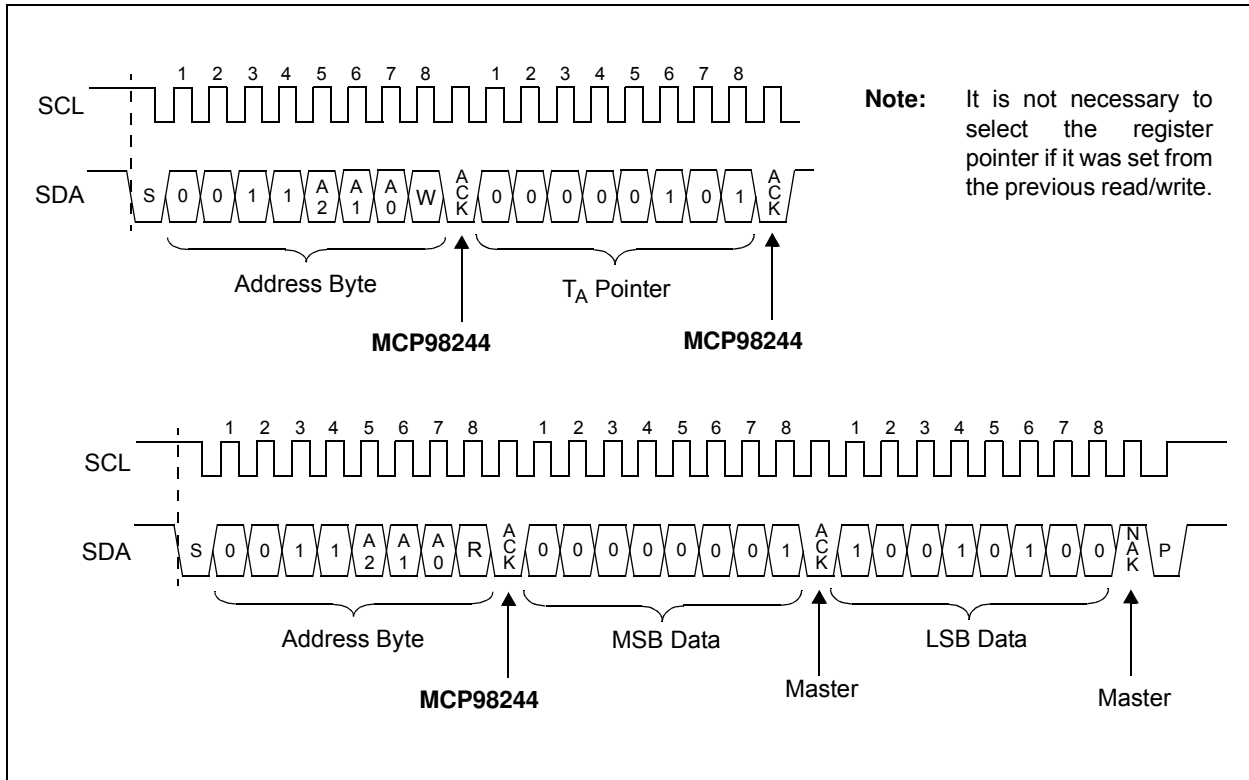 1 2 3 4 5 6 7 8 1 2 3 4 5 6 7 8
SCL
SDA
S 0 0 1 1 A2 A1 A0 W ACK 0 0 0 0 0 1 0 1 ACK
Address Byte
TA Pointer
MCP98244
MCP98244
Note: It is not necessary to
select the register
pointer if it was set from
the previous read/write.
1 2 3 4 5 6 7 8 1 2 3 4 5 6 7 8 1 2 3 4 5 6 7 8
SCL
SDA
S 0 0 1 1 A2 A1 A0 R ACK 0 0 0 0 0 0 0 1 ACK 1 0 0 1 0 1 0 0 NAK P
Address Byte
MSB Data
LSB Data
MCP98244
Master
Master